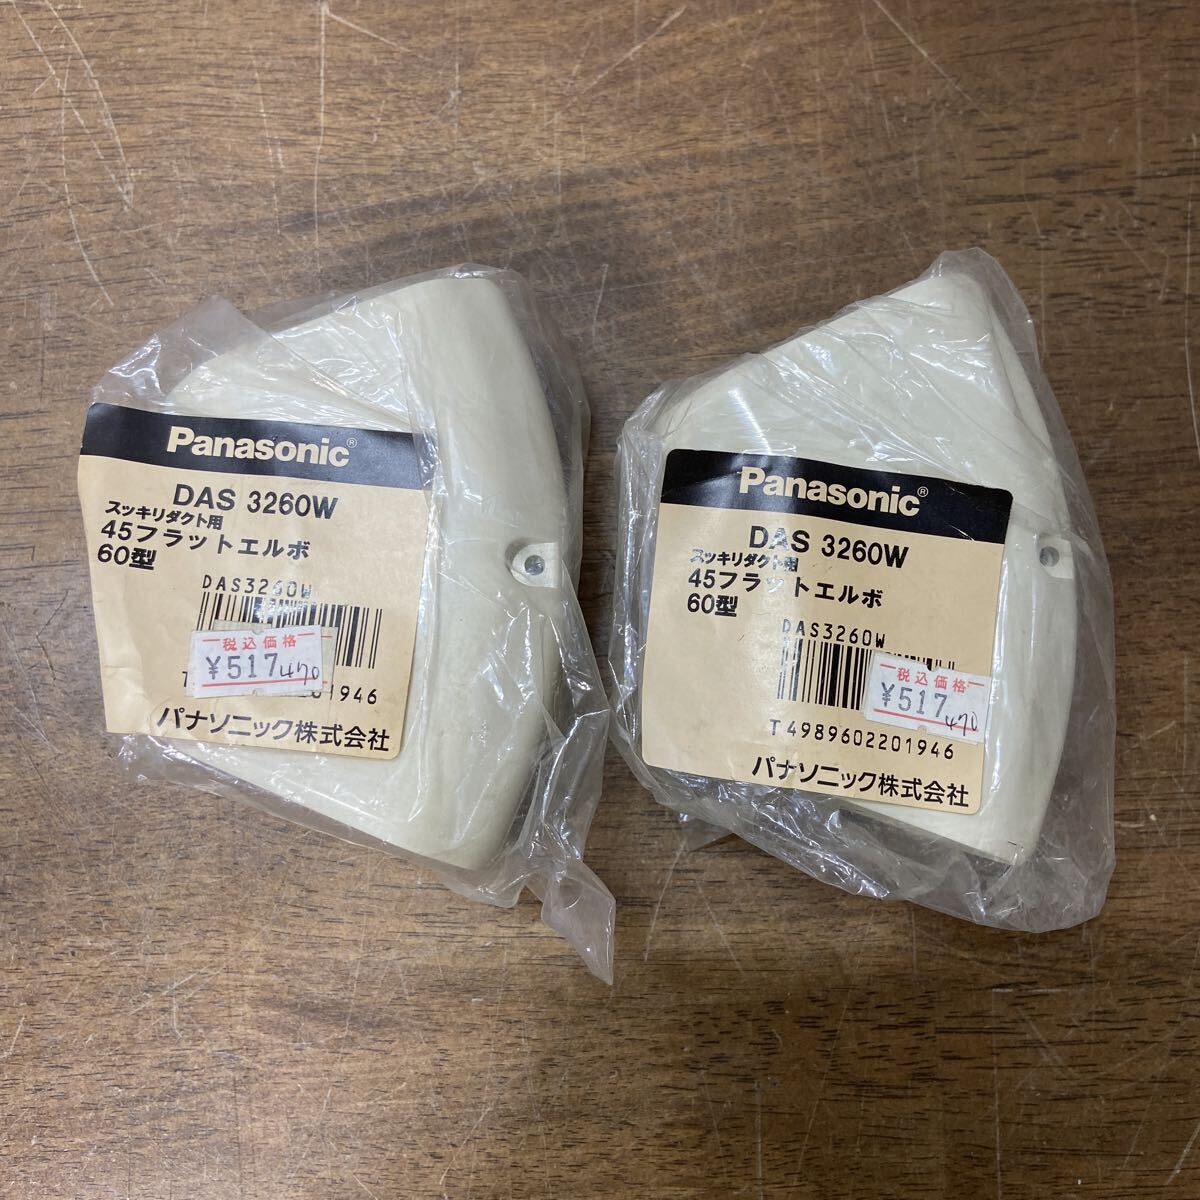 Panasonic®
DAS 3260W
スッキリダクト用
45フラットエルボ
60型
DAS3260W
税込価格
¥517
470
T 201946
パナソニック株式会社
Panasonic®
DAS 3260W
スッキリダクト用
45フラットエルボ
60型
DAS3260W
税込価格
¥517
470
T4989602201946
パナソニック株式会社